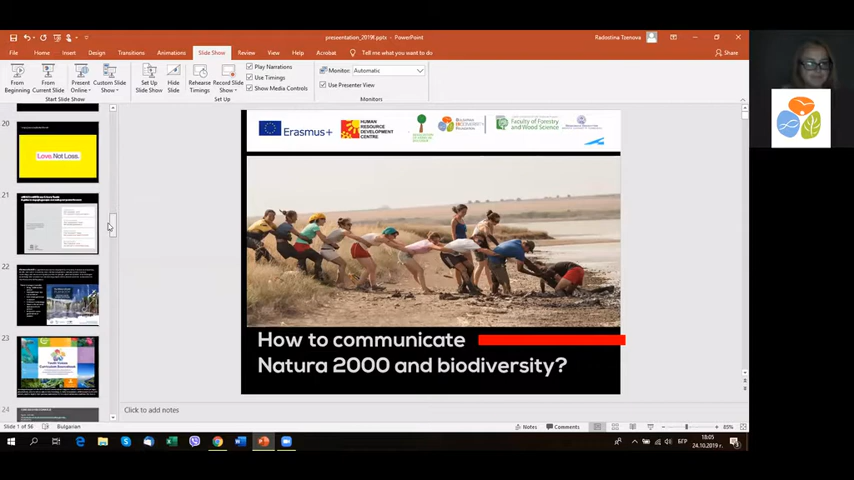 preseentation_2019l.pptx - PowerPoint
Radostina Tzenova
File Home Insert Design Transitions Animations Slide Show Review View Help Acrobat Tell me what you want to do
Share
From Beginning
From Current Slide
Present Online
Custom Slide Show
Start Slide Show
Set Up Slide Show
Hide Slide
Rehearse Timings
Record Slide Show
Play Narrations
Use Timings
Show Media Controls
Set Up
Monitor: Automatic
Use Presenter View
Monitors
20
Love. Not Loss.
21
22
23
24
Erasmus+
HUMAN
RESOURCE
DEVELOPMENT
CENTRE
Faculty of Forestry
and Wood Science
How to communicate
Natura 2000 and biodiversity?
Click to add notes
Slide 1 of 56 Bulgarian
Notes Comments
85%
БГР
18:05
24.10.2019 г.